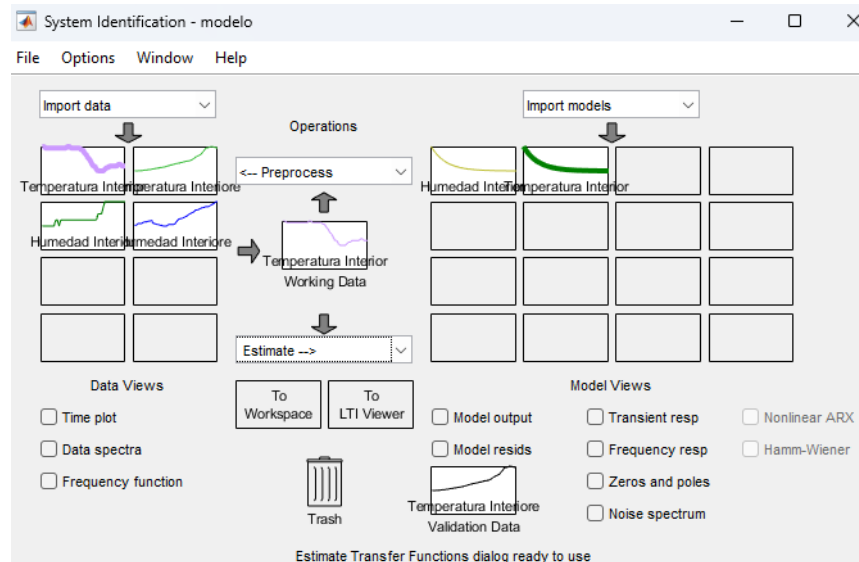 System Identification - modelo
File Options Window Help
Import data
Import models
Operations
<-- Preprocess
Temperatura Interior
Temperatura Interiore
Humedad Interior
Temperatura Interior
Humedad Interiore
Temperatura Interior
Working Data
Estimate -->
Data Views
To Workspace
To LTI Viewer
Model Views
Time plot
Data spectra
Frequency function
Model output
Transient resp
Nonlinear ARX
Model resids
Frequency resp
Hamm-Wiener
Zeros and poles
Noise spectrum
Trash
Temperatura Interiore
Validation Data
Estimate Transfer Functions dialog ready to use